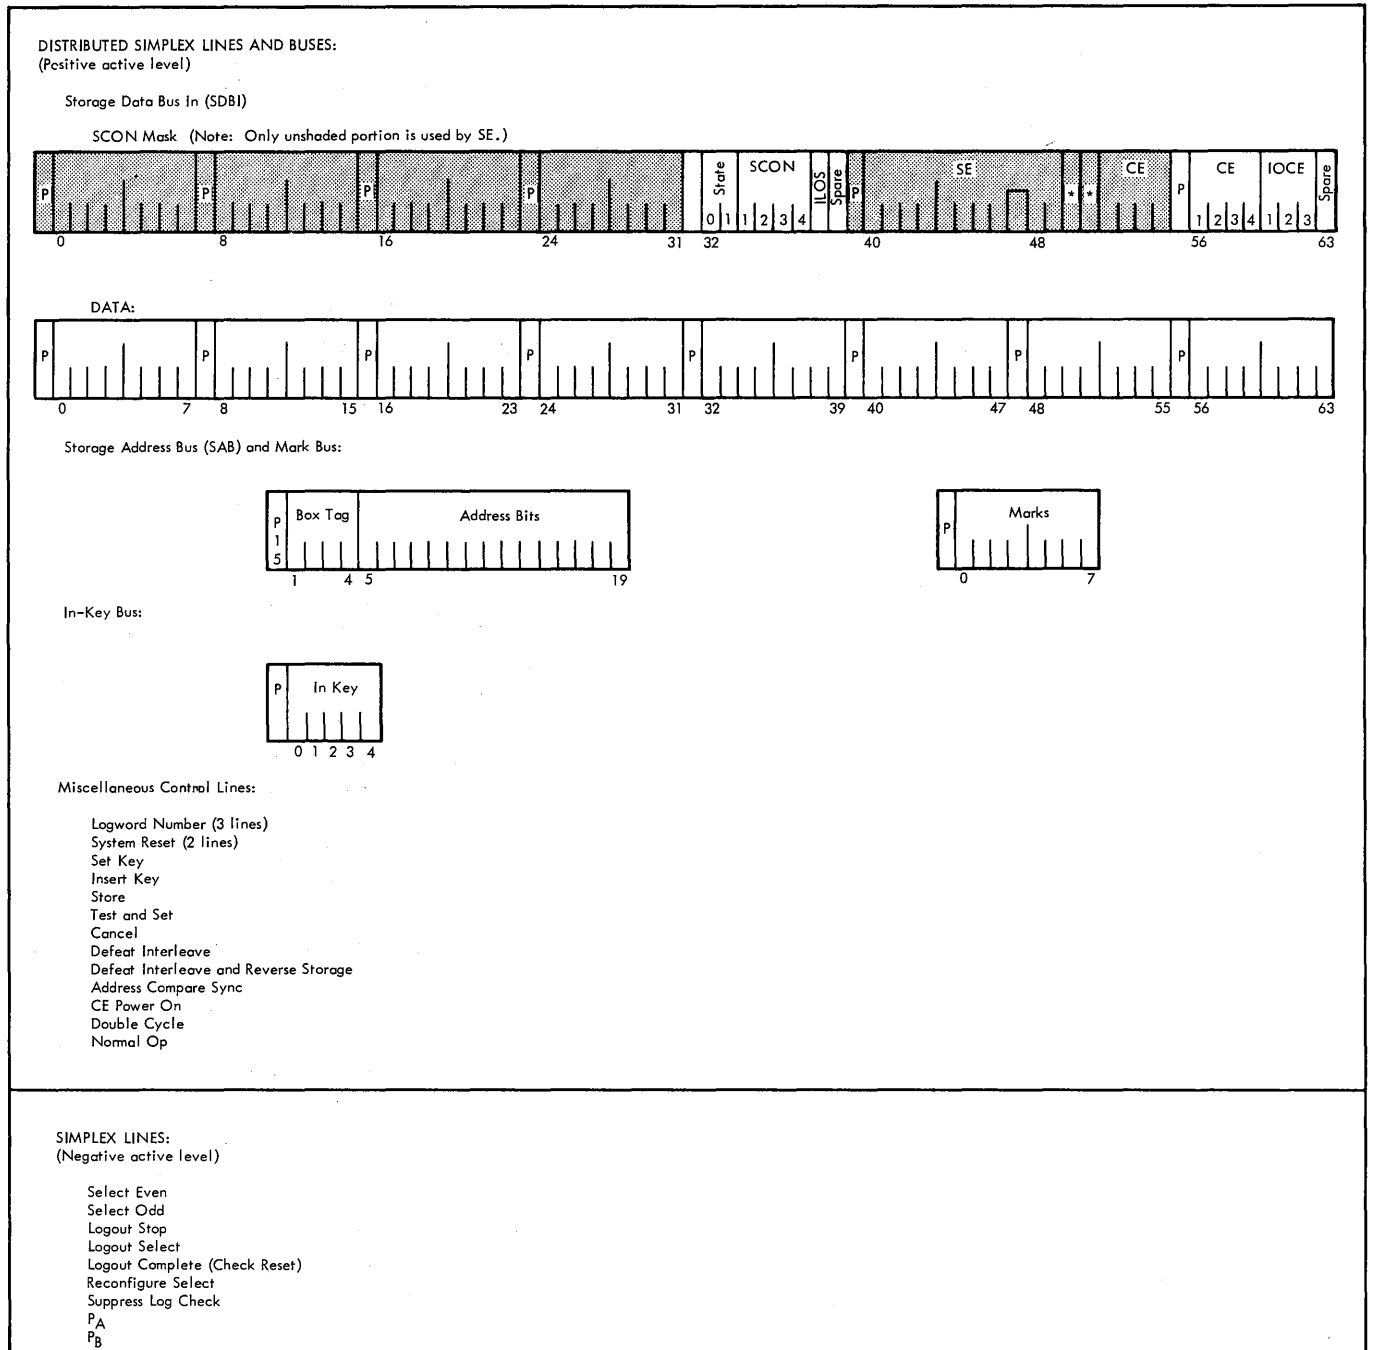 DISTRIBUTED SIMPLEX LINES AND BUSES:
(Positive active level)
Storage Data Bus In (SDBI)
SCON Mask (Note: Only unshaded portion is used by SE.)
P P P P State SCON ILOS Spare P SE * * CE P CE IOCE Spare
0 1 1 2 3 4 1 2 3 4 1 2 3
0 8 16 24 31 32 40 48 56 63
DATA:
P P P P P P P P
0 7 8 15 16 23 24 31 32 39 40 47 48 55 56 63
Storage Address Bus (SAB) and Mark Bus:
P15 Box Tag Address Bits P Marks
1 4 5 19 0 7
In-Key Bus:
P In Key
0 1 2 3 4
Miscellaneous Control Lines:
Logword Number (3 lines)
System Reset (2 lines)
Set Key
Insert Key
Store
Test and Set
Cancel
Defeat Interleave
Defeat Interleave and Reverse Storage
Address Compare Sync
CE Power On
Double Cycle
Normal Op
SIMPLEX LINES:
(Negative active level)
Select Even
Select Odd
Logout Stop
Logout Select
Logout Complete (Check Reset)
Reconfigure Select
Suppress Log Check
PA
PB